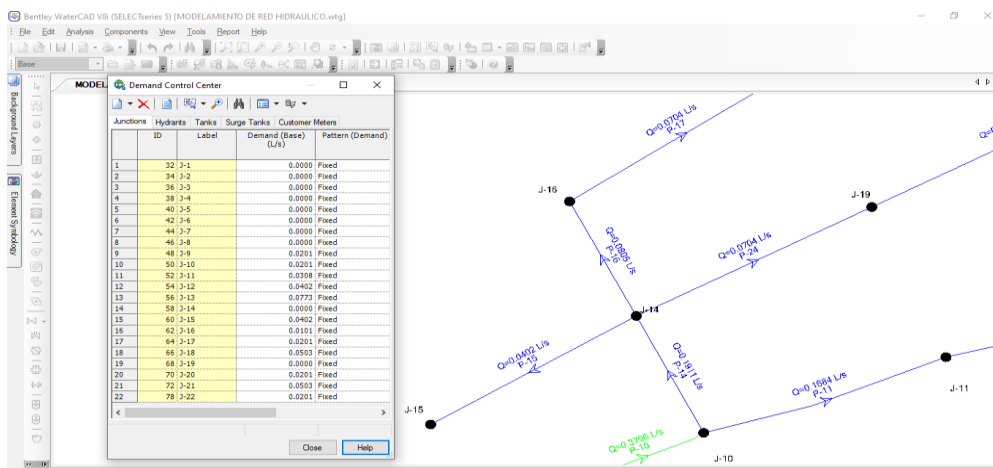 Bentley WaterCAD V8i (SELECTseries 5) [MODELAMIENTO DE RED HIDRAULICO.wtg]
File Edit Analysis Components View Tools Report Help
Base
Background Layers
Element Symbology
MODEL
Demand Control Center
Junctions Hydrants Tanks Surge Tanks Customer Meters
ID Label Demand (Base) (L/s) Pattern (Demand)
1 32 J-1 0.0000 Fixed
2 34 J-2 0.0000 Fixed
3 36 J-3 0.0000 Fixed
4 38 J-4 0.0000 Fixed
5 40 J-5 0.0000 Fixed
6 42 J-6 0.0000 Fixed
7 44 J-7 0.0000 Fixed
8 46 J-8 0.0000 Fixed
9 48 J-9 0.0201 Fixed
10 50 J-10 0.0201 Fixed
11 52 J-11 0.0308 Fixed
12 54 J-12 0.0402 Fixed
13 56 J-13 0.0773 Fixed
14 58 J-14 0.0000 Fixed
15 60 J-15 0.0402 Fixed
16 62 J-16 0.0101 Fixed
17 64 J-17 0.0201 Fixed
18 66 J-18 0.0503 Fixed
19 68 J-19 0.0000 Fixed
20 70 J-20 0.0201 Fixed
21 72 J-21 0.0503 Fixed
22 78 J-22 0.0201 Fixed
Close Help
Q=0.0704 L/s
P-17
J-16
J-19
Q=0.0805 L/s
P-16
Q=0.0704 L/s
P-24
J-14
Q=0.0402 L/s
P-15
Q=0.1911 L/s
P-14
Q=0.1684 L/s
P-11
J-11
J-15
Q=0.3796 L/s
P-10
J-10